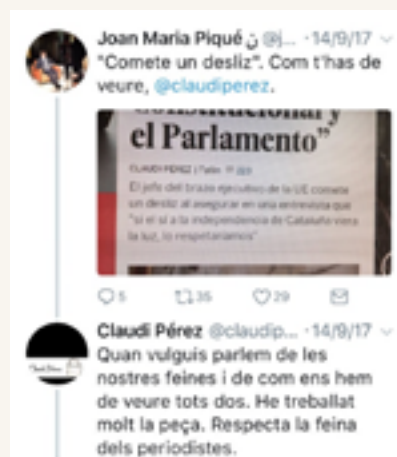 Joan Maria Piqué ن @j... ·14/9/17
"Comete un desliz". Com t'has de
veure, @claudiperez.
Constitucional y
el Parlamento”
CLAUDI PÉREZ
El jefe del brazo ejecutivo de la UE comete
un desliz al asegurar en una entrevista que
“si el sí a la independencia de Cataluña viera
la luz, lo respetaríamos”
5
35
29
Claudi Pérez @claudip... ·14/9/17
Quan vulguis parlem de les
nostres feines i de com ens hem
de veure tots dos. He treballat
molt la peça. Respecta la feina
dels periodistes.